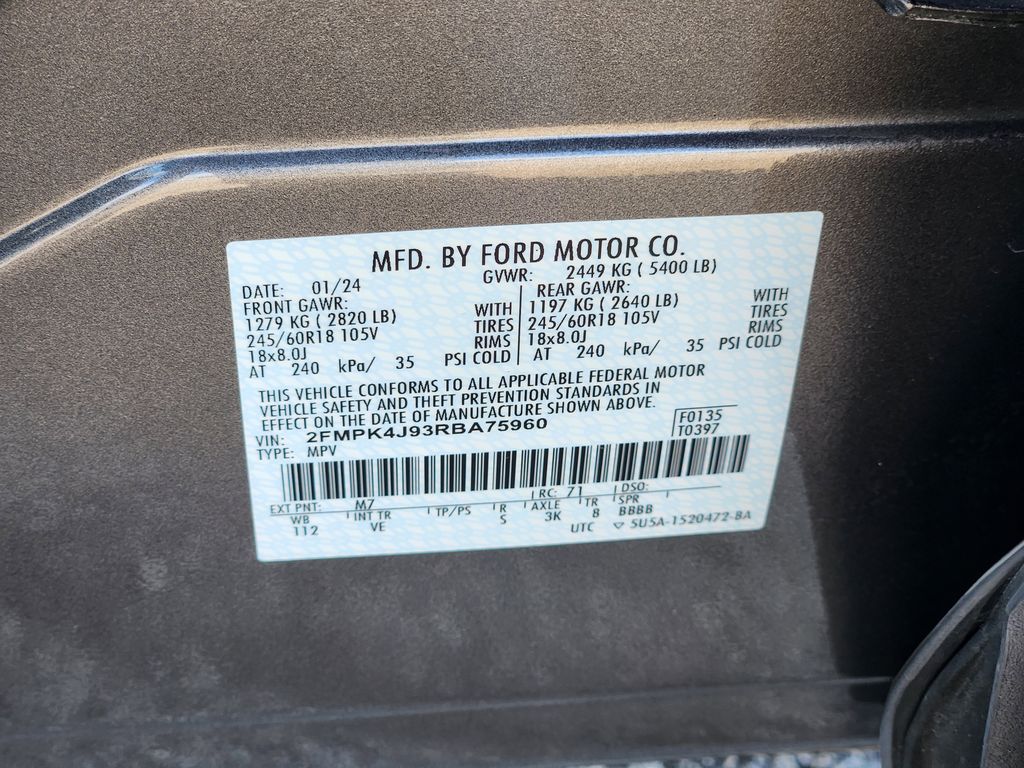 MFD. BY FORD MOTOR CO.
DATE: 01/24 GVWR: 2449 KG ( 5400 LB)
FRONT GAWR: REAR GAWR:
1279 KG ( 2820 LB) WITH 1197 KG ( 2640 LB) WITH
245/60R18 105V TIRES 245/60R18 105V TIRES
18x8.0J RIMS 18x8.0J RIMS
AT 240 kPa/ 35 PSI COLD AT 240 kPa/ 35 PSI COLD
THIS VEHICLE CONFORMS TO ALL APPLICABLE FEDERAL MOTOR
VEHICLE SAFETY AND THEFT PREVENTION STANDARDS IN
EFFECT ON THE DATE OF MANUFACTURE SHOWN ABOVE.
VIN: 2FMPK4J93RBA75960 F0135
TYPE: MPV T0397
EXT PNT: M7 RC: 71 DSO:
WB INT TR TP/PS R AXLE TR SPR
112 VE S 3K 8 BBBB
UTC ▽ 5U5A-1520472-BA